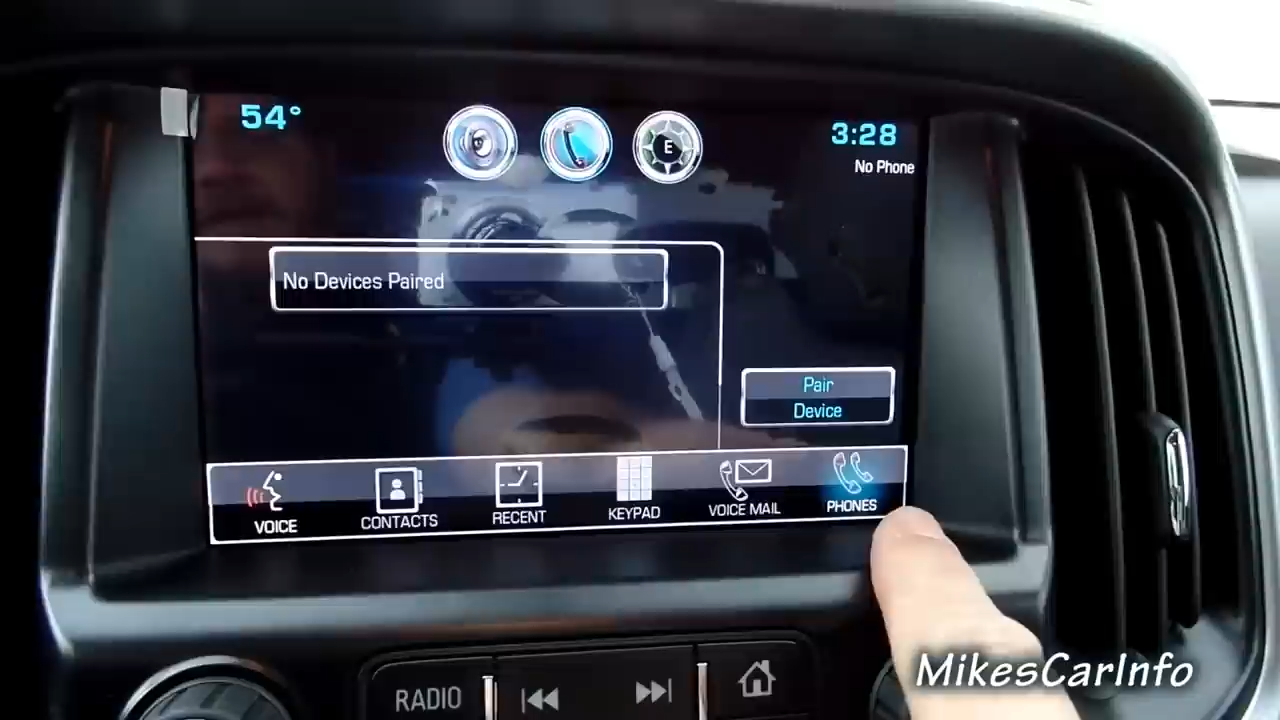 54°
E
3:28
No Phone
No Devices Paired
Pair
Device
VOICE
CONTACTS
RECENT
KEYPAD
VOICE MAIL
PHONES
RADIO
MikesCarInfo